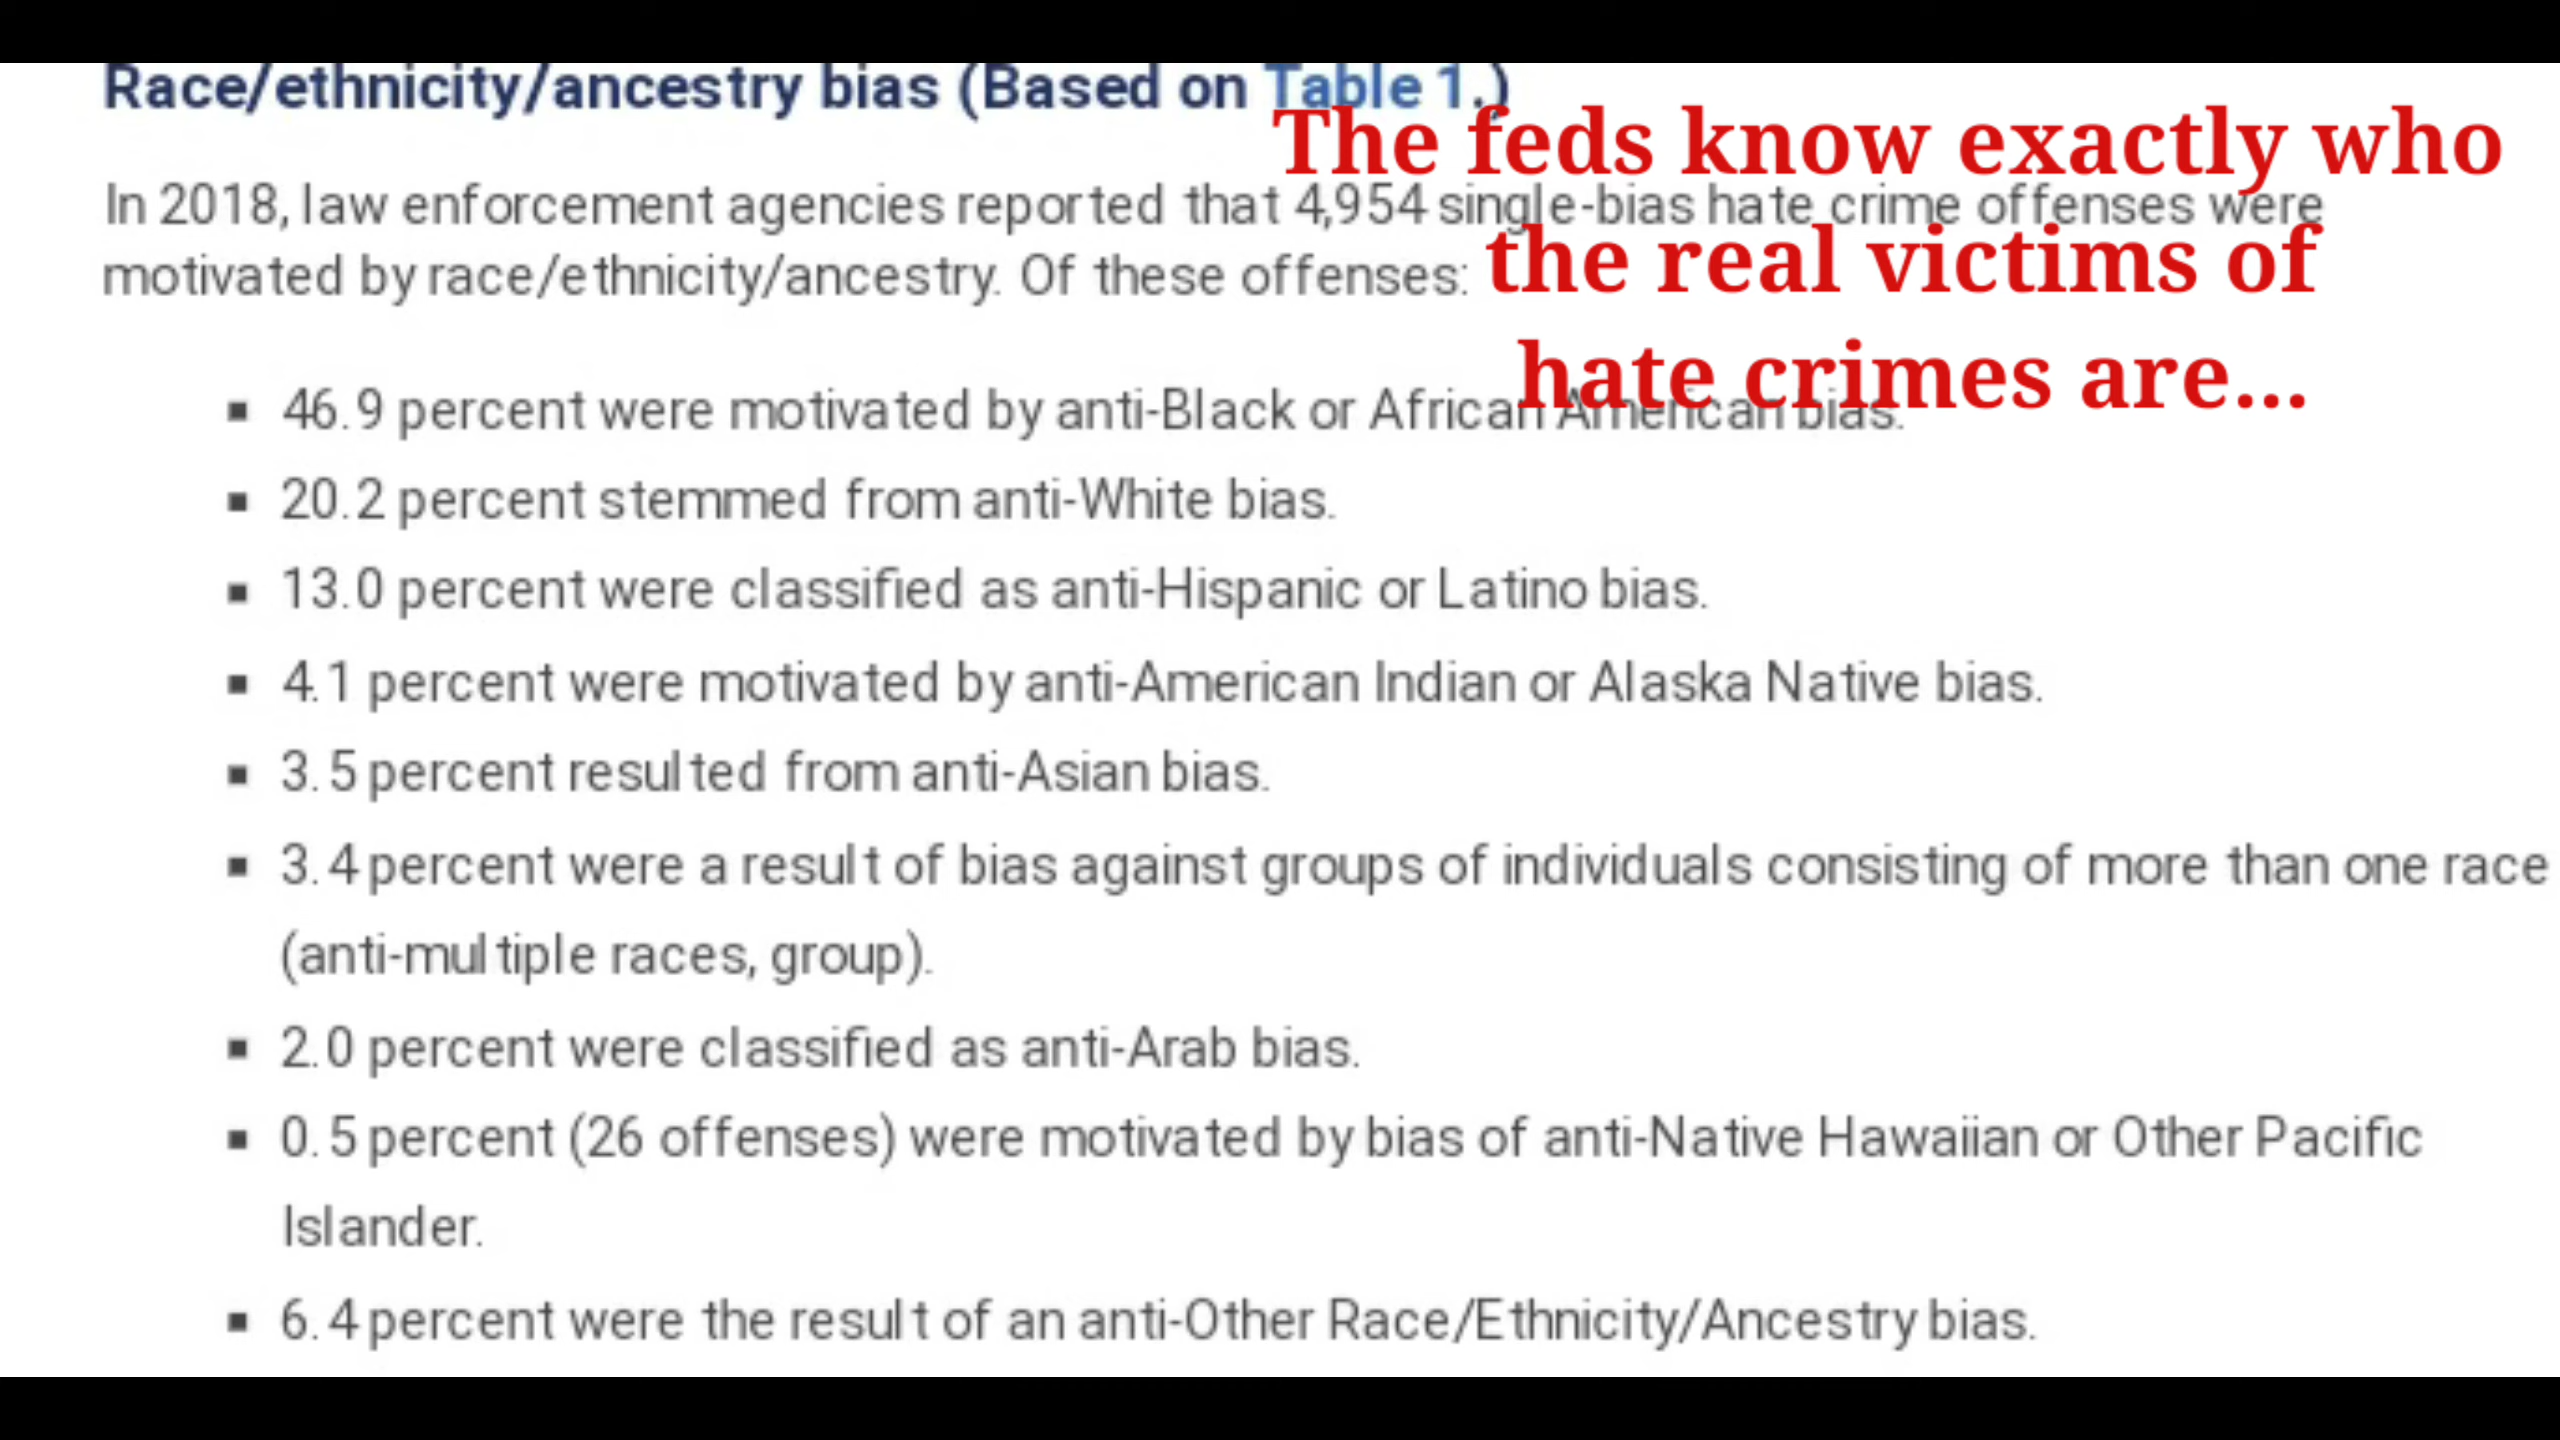 Race/ethnicity/ancestry bias (Based on Table 1.)
The feds know exactly who
the real victims of
hate crimes are...
In 2018, law enforcement agencies reported that 4,954 single-bias hate crime offenses were
motivated by race/ethnicity/ancestry. Of these offenses:
▪ 46.9 percent were motivated by anti-Black or African American bias.
▪ 20.2 percent stemmed from anti-White bias.
▪ 13.0 percent were classified as anti-Hispanic or Latino bias.
▪ 4.1 percent were motivated by anti-American Indian or Alaska Native bias.
▪ 3.5 percent resulted from anti-Asian bias.
▪ 3.4 percent were a result of bias against groups of individuals consisting of more than one race
(anti-multiple races, group).
▪ 2.0 percent were classified as anti-Arab bias.
▪ 0.5 percent (26 offenses) were motivated by bias of anti-Native Hawaiian or Other Pacific
Islander.
▪ 6.4 percent were the result of an anti-Other Race/Ethnicity/Ancestry bias.